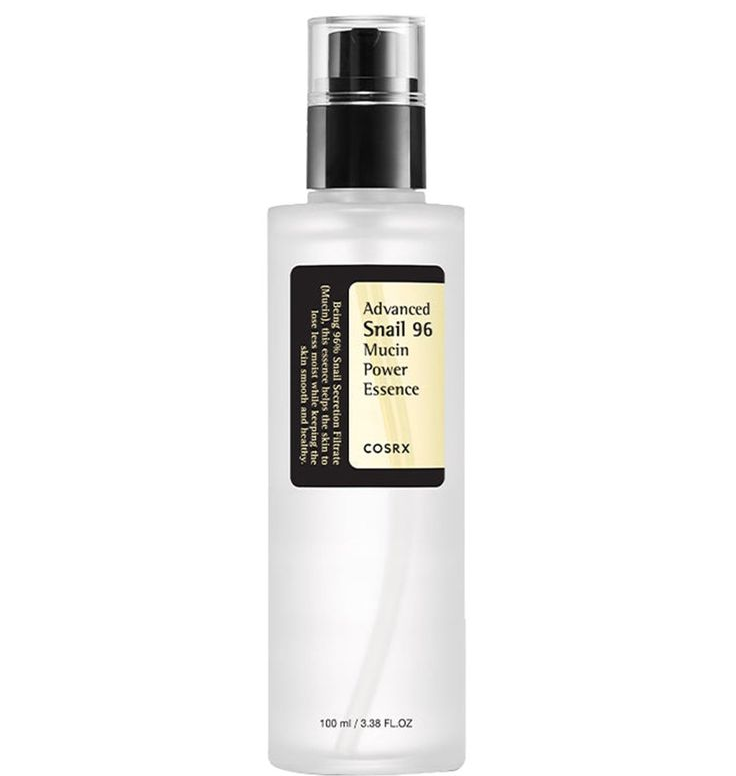 Advanced
Snail 96
Mucin
Power
Essence
COSRX
Being 96% Snail Secretion Filtrate
(Mucin), this essence helps the skin to
lose less moist while keeping the
skin smooth and healthy.
100 ml / 3.38 FL.OZ